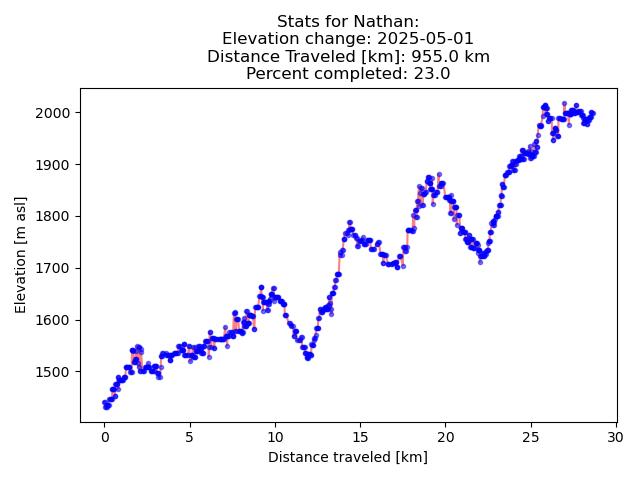 Stats for Nathan:
Elevation change: 2025-05-01
Distance Traveled [km]: 955.0 km
Percent completed: 23.0
2000
1900
1800
1700
1600
1500
Elevation [m asl]
0 5 10 15 20 25 30
Distance traveled [km]